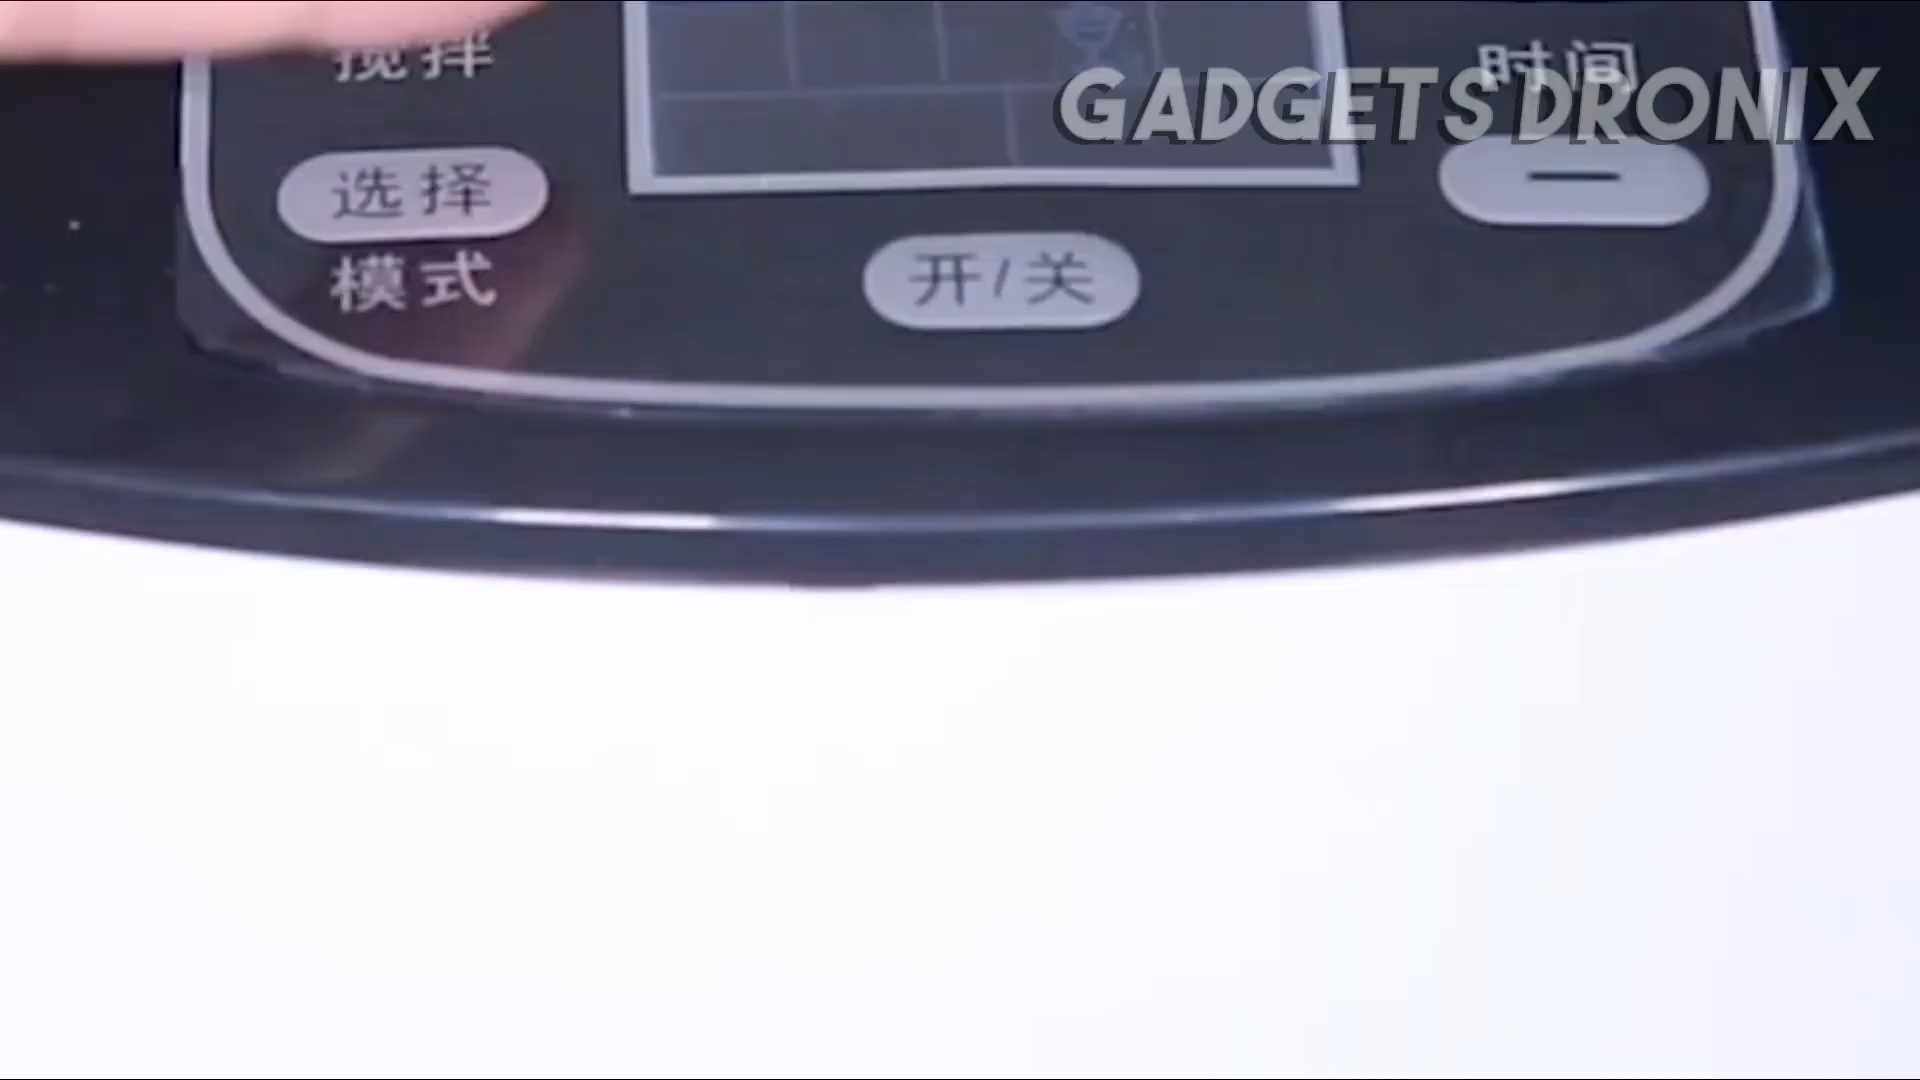 搅拌
时间
GADGETS DRONIX
选择
—
模式
开/关